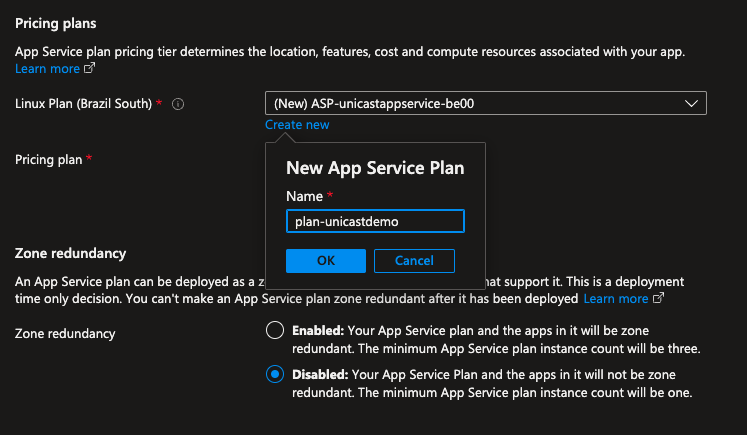 Pricing plans
App Service plan pricing tier determines the location, features, cost and compute resources associated with your app.
Learn more
Linux Plan (Brazil South) *
(New) ASP-unicastappservice-be00
Create new
Pricing plan *
New App Service Plan
Name *
plan-unicastdemo
OK
Cancel
Zone redundancy
An App Service plan can be deployed as a z hat support it. This is a deployment
time only decision. You can't make an App Service plan zone redundant after it has been deployed Learn more
Zone redundancy
Enabled: Your App Service plan and the apps in it will be zone
redundant. The minimum App Service plan instance count will be three.
Disabled: Your App Service Plan and the apps in it will not be zone
redundant. The minimum App Service plan instance count will be one.